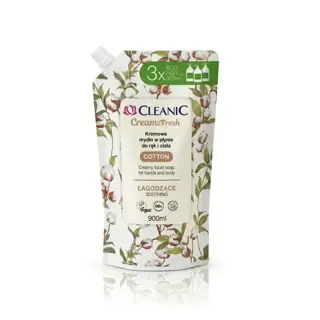 3x
CLEANIC
Cream&Fresh
Kremowe
mydło w płynie
do rąk i ciała
COTTON
Creamy liquid soap
for hands and body
ŁAGODZĄCE
SOOTHING
900ml